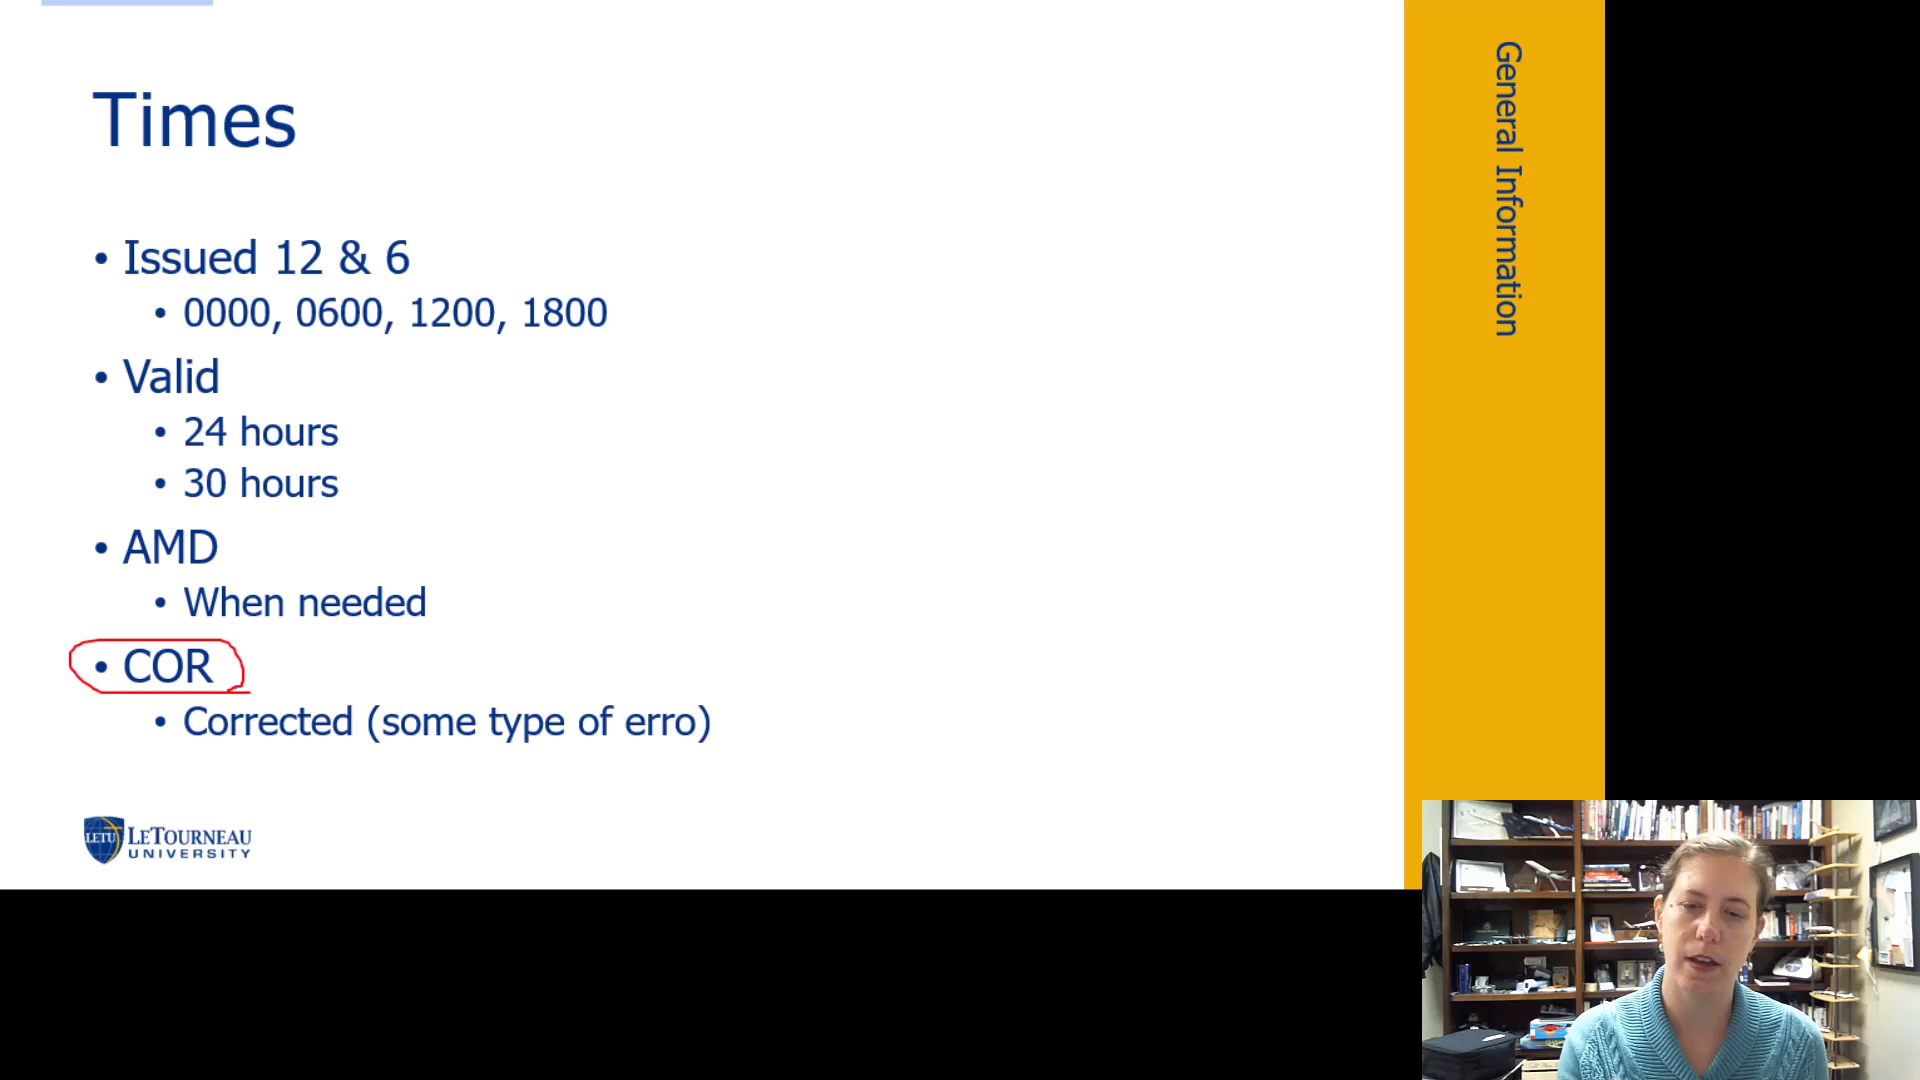 Times
• Issued 12 & 6
• 0000, 0600, 1200, 1800
• Valid
• 24 hours
• 30 hours
• AMD
• When needed
• COR
• Corrected (some type of erro)
General Information
LETU LETOURNEAU
UNIVERSITY